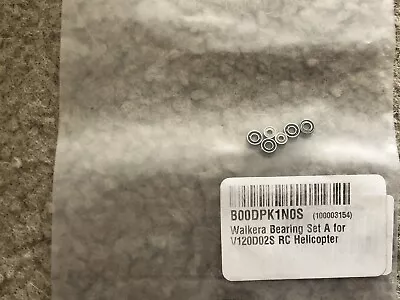 B00DPK1N0S (100003154)
Walkera Bearing Set A for
V120D02S RC Helicopter